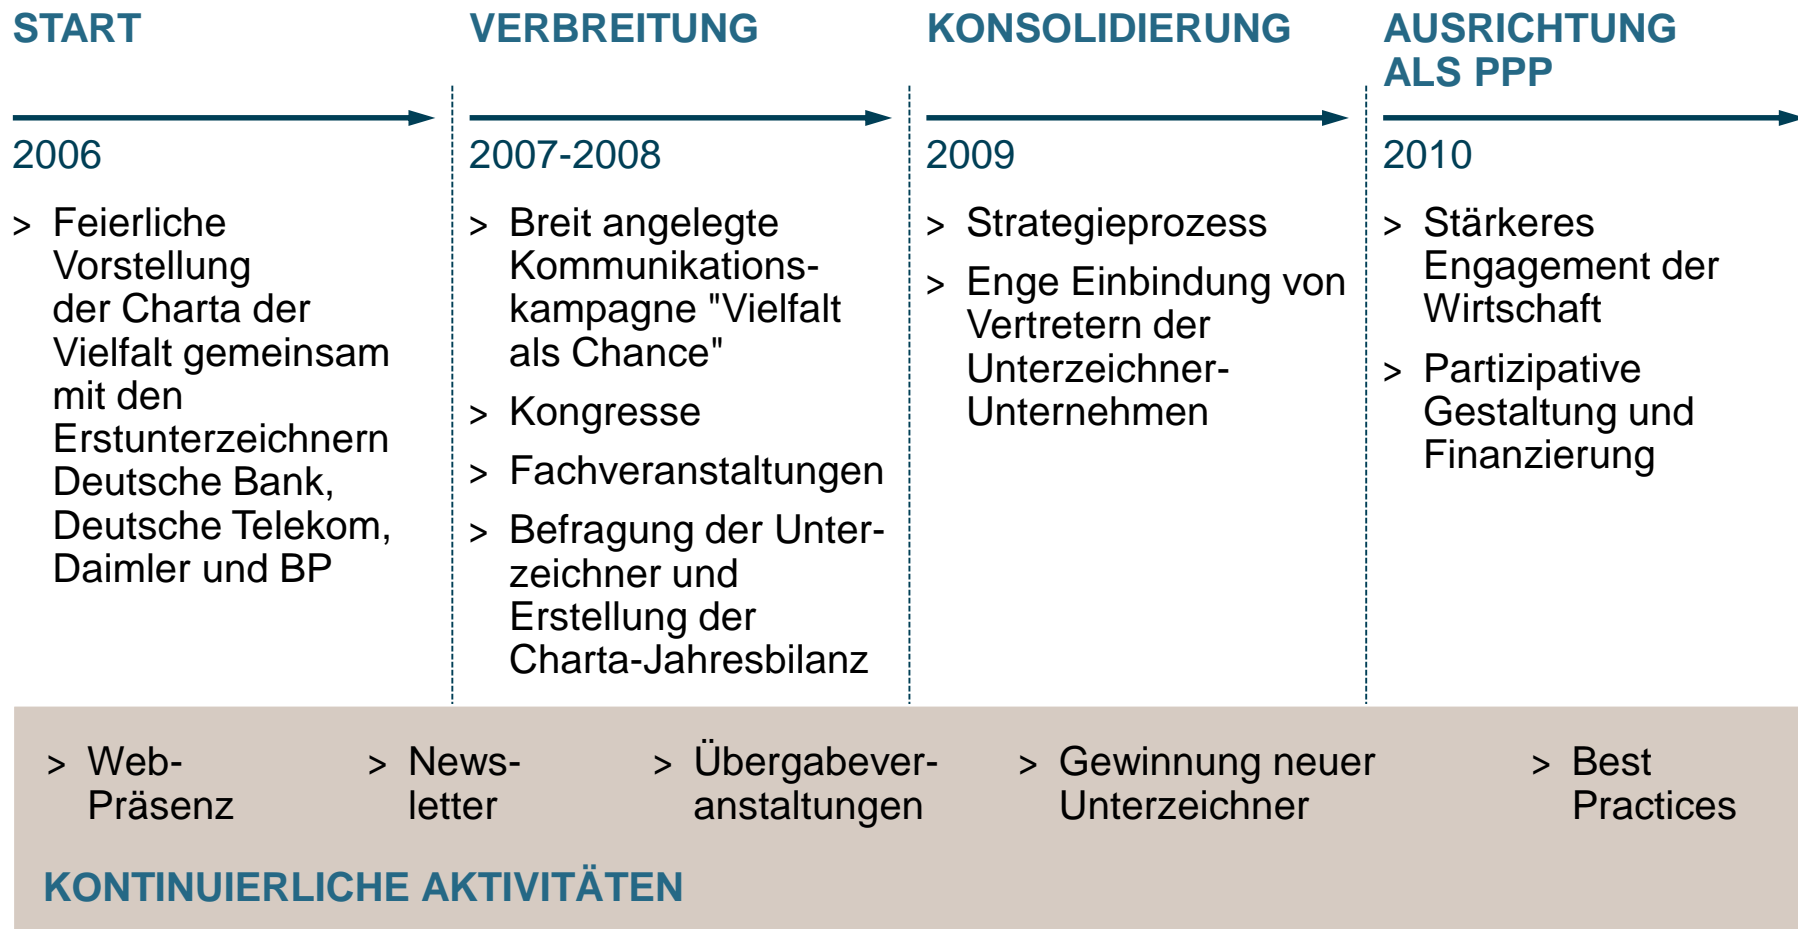 START
2006
> Feierliche
Vorstellung
der Charta der
Vielfalt gemeinsam
mit den
Erstunterzeichnern
Deutsche Bank,
Deutsche Telekom,
Daimler und BP
VERBREITUNG
2007-2008
> Breit angelegte
Kommunikations-
kampagne "Vielfalt
als Chance"
> Kongresse
> Fachveranstaltungen
> Befragung der Unter-
zeichner und
Erstellung der
Charta-Jahresbilanz
KONSOLIDIERUNG
2009
> Strategieprozess
> Enge Einbindung von
Vertretern der
Unterzeichner-
Unternehmen
AUSRICHTUNG
ALS PPP
2010
> Stärkeres
Engagement der
Wirtschaft
> Partizipative
Gestaltung und
Finanzierung
> Web-
Präsenz
> News-
letter
> Übergabever-
anstaltungen
> Gewinnung neuer
Unterzeichner
> Best
Practices
KONTINUIERLICHE AKTIVITÄTEN